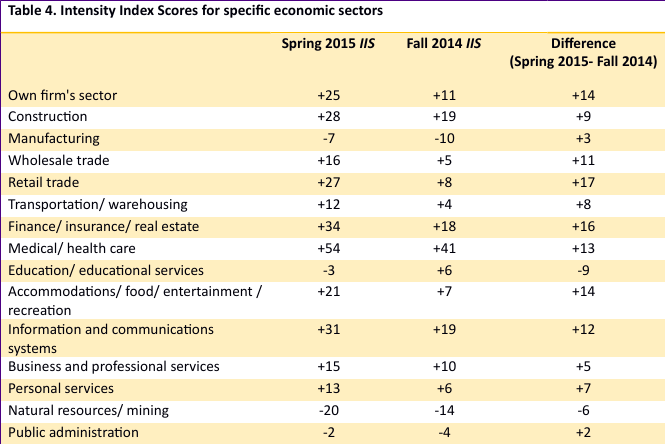 Table 4. Intensity Index Scores for specific economic sectors
Spring 2015 IIS Fall 2014 IIS Difference
(Spring 2015- Fall 2014)
Own firm's sector +25 +11 +14
Construction +28 +19 +9
Manufacturing -7 -10 +3
Wholesale trade +16 +5 +11
Retail trade +27 +8 +17
Transportation/ warehousing +12 +4 +8
Finance/ insurance/ real estate +34 +18 +16
Medical/ health care +54 +41 +13
Education/ educational services -3 +6 -9
Accommodations/ food/ entertainment / +21 +7 +14
recreation
Information and communications +31 +19 +12
systems
Business and professional services +15 +10 +5
Personal services +13 +6 +7
Natural resources/ mining -20 -14 -6
Public administration -2 -4 +2